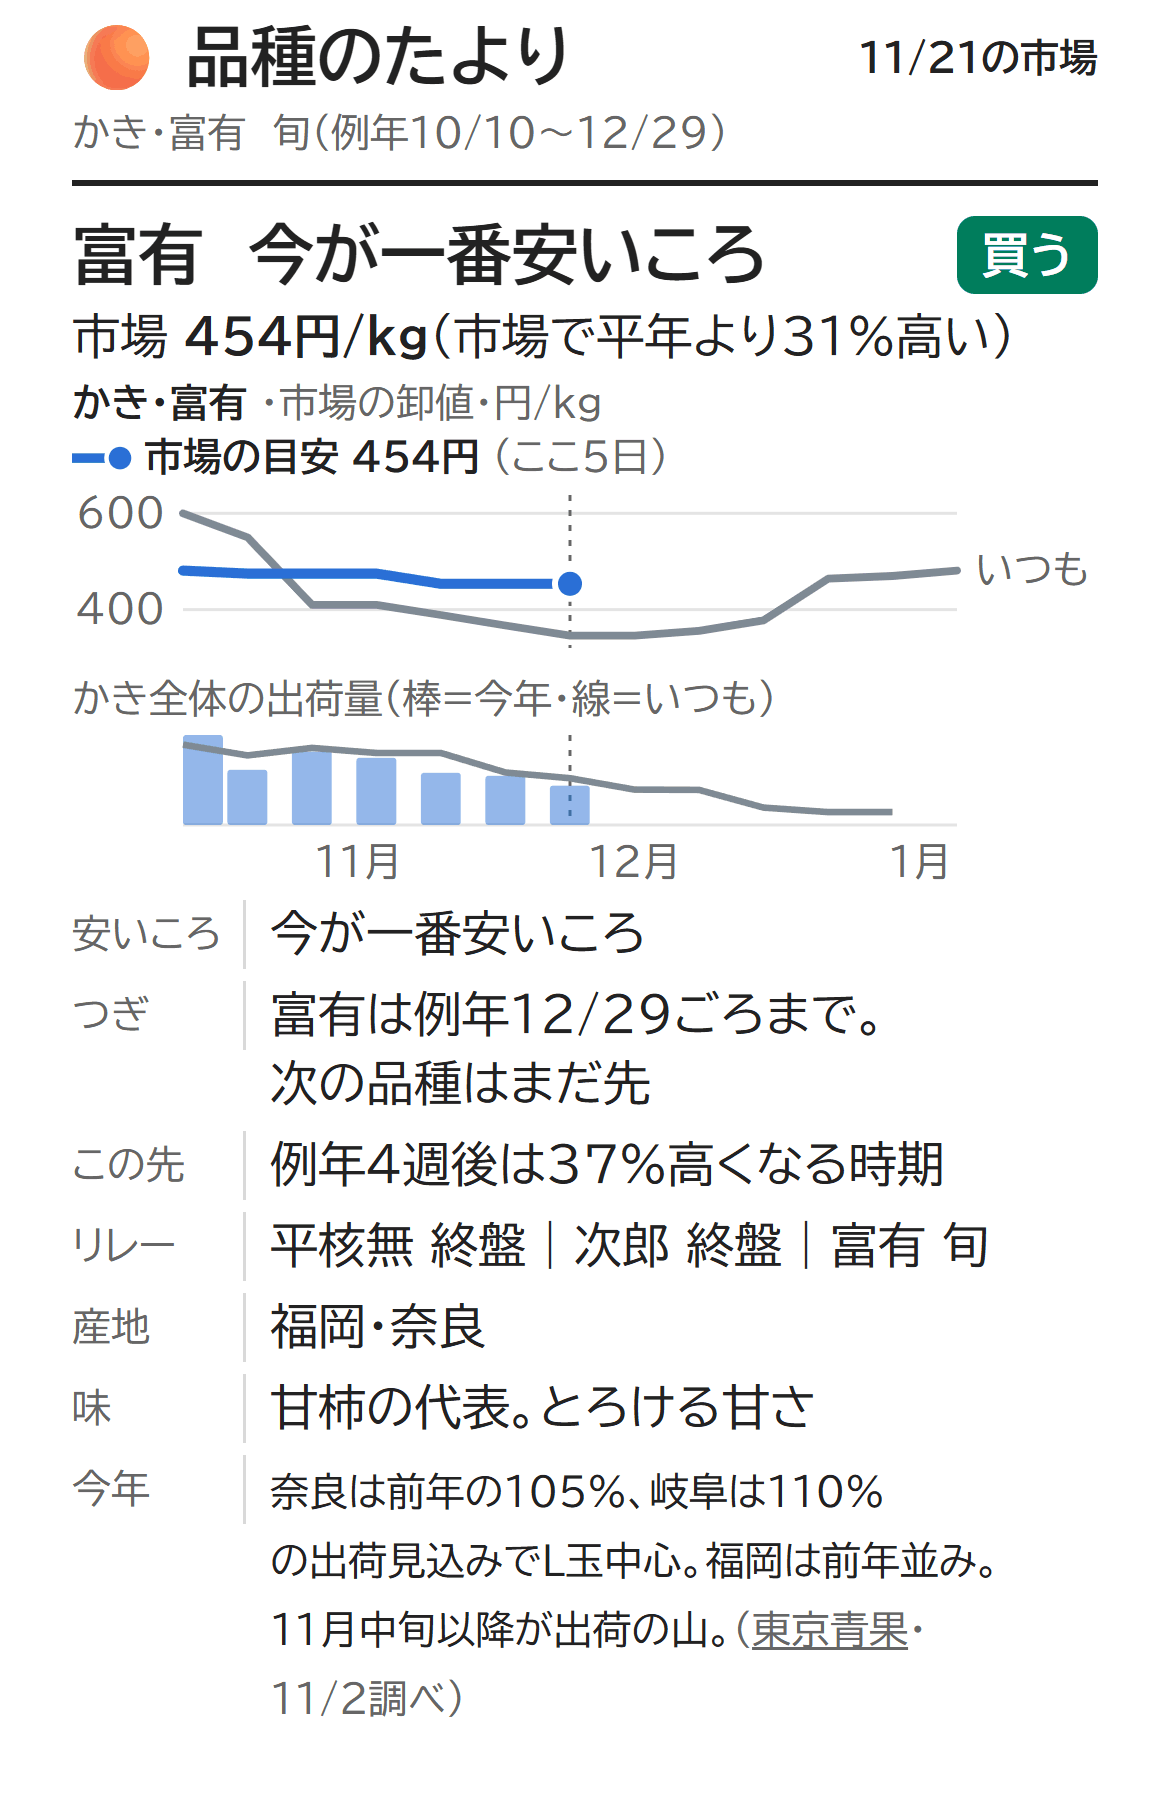 品種のたより
11/21の市場
かき・富有 旬(例年10/10〜12/29)
富有 今が一番安いころ
買う
市場 454円/kg(市場で平年より31%高い)
かき・富有 ・市場の卸値・円/kg
市場の目安 454円 (ここ5日)
600
400
いつも
かき全体の出荷量(棒=今年・線=いつも)
11月 12月 1月
安いころ 今が一番安いころ
つぎ 富有は例年12/29ごろまで。
次の品種はまだ先
この先 例年4週後は37%高くなる時期
リレー 平核無 終盤｜次郎 終盤｜富有 旬
産地 福岡・奈良
味 甘柿の代表。とろける甘さ
今年 奈良は前年の105%、岐阜は110%
の出荷見込みでL玉中心。福岡は前年並み。
11月中旬以降が出荷の山。(東京青果・
11/2調べ)